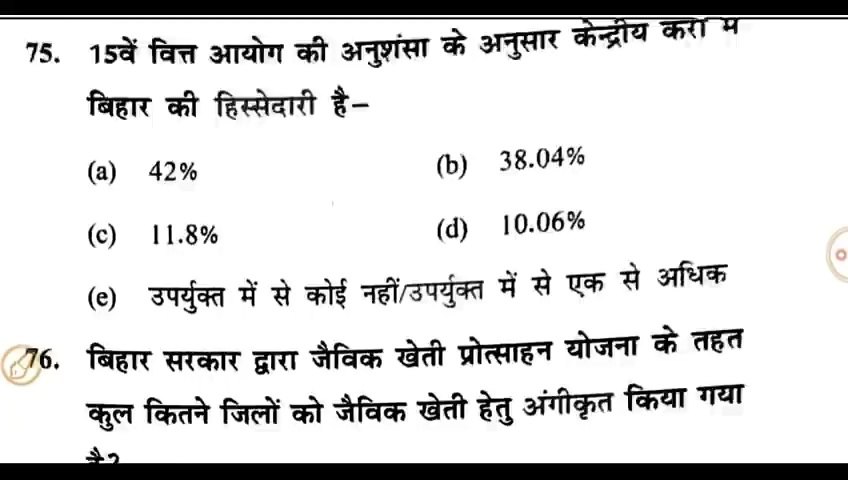 75. 15वें वित्त आयोग की अनुशंसा के अनुसार केन्द्रीय करों में
बिहार की हिस्सेदारी है–
(a) 42% (b) 38.04%
(c) 11.8% (d) 10.06%
(e) उपर्युक्त में से कोई नहीं/उपर्युक्त में से एक से अधिक
76. बिहार सरकार द्वारा जैविक खेती प्रोत्साहन योजना के तहत
कुल कितने जिलों को जैविक खेती हेतु अंगीकृत किया गया
है?